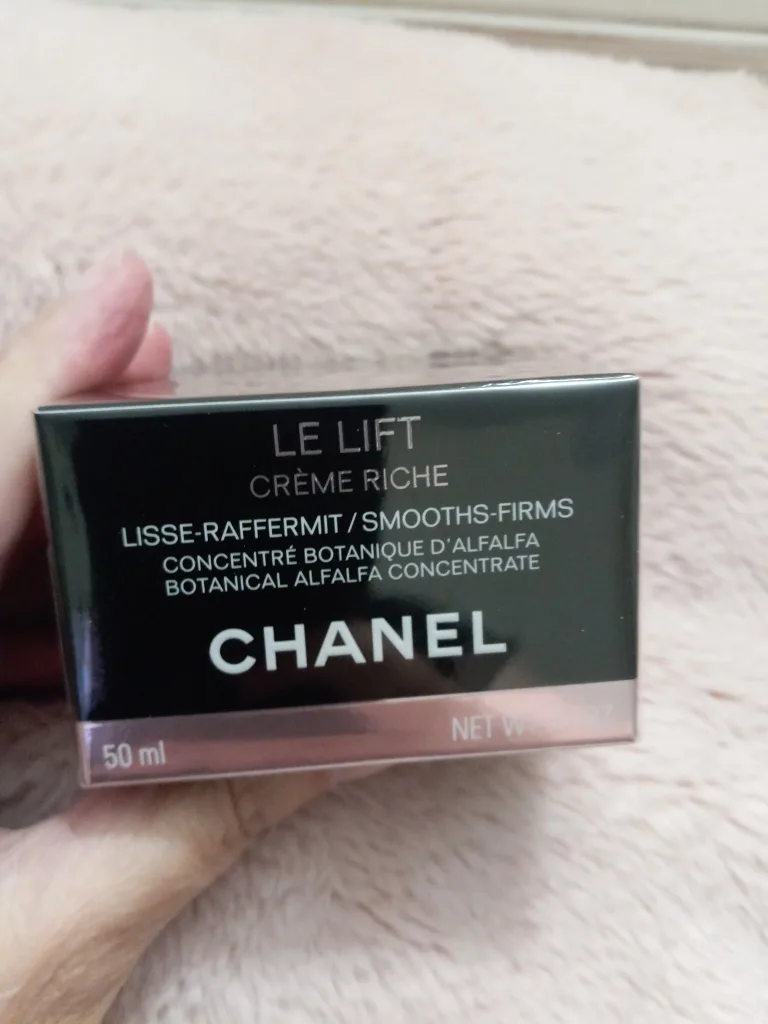 LE LIFT
CRÈME RICHE
LISSE-RAFFERMIT / SMOOTHS-FIRMS
CONCENTRÉ BOTANIQUE D'ALFALFA
BOTANICAL ALFALFA CONCENTRATE
CHANEL
50 ml
NET